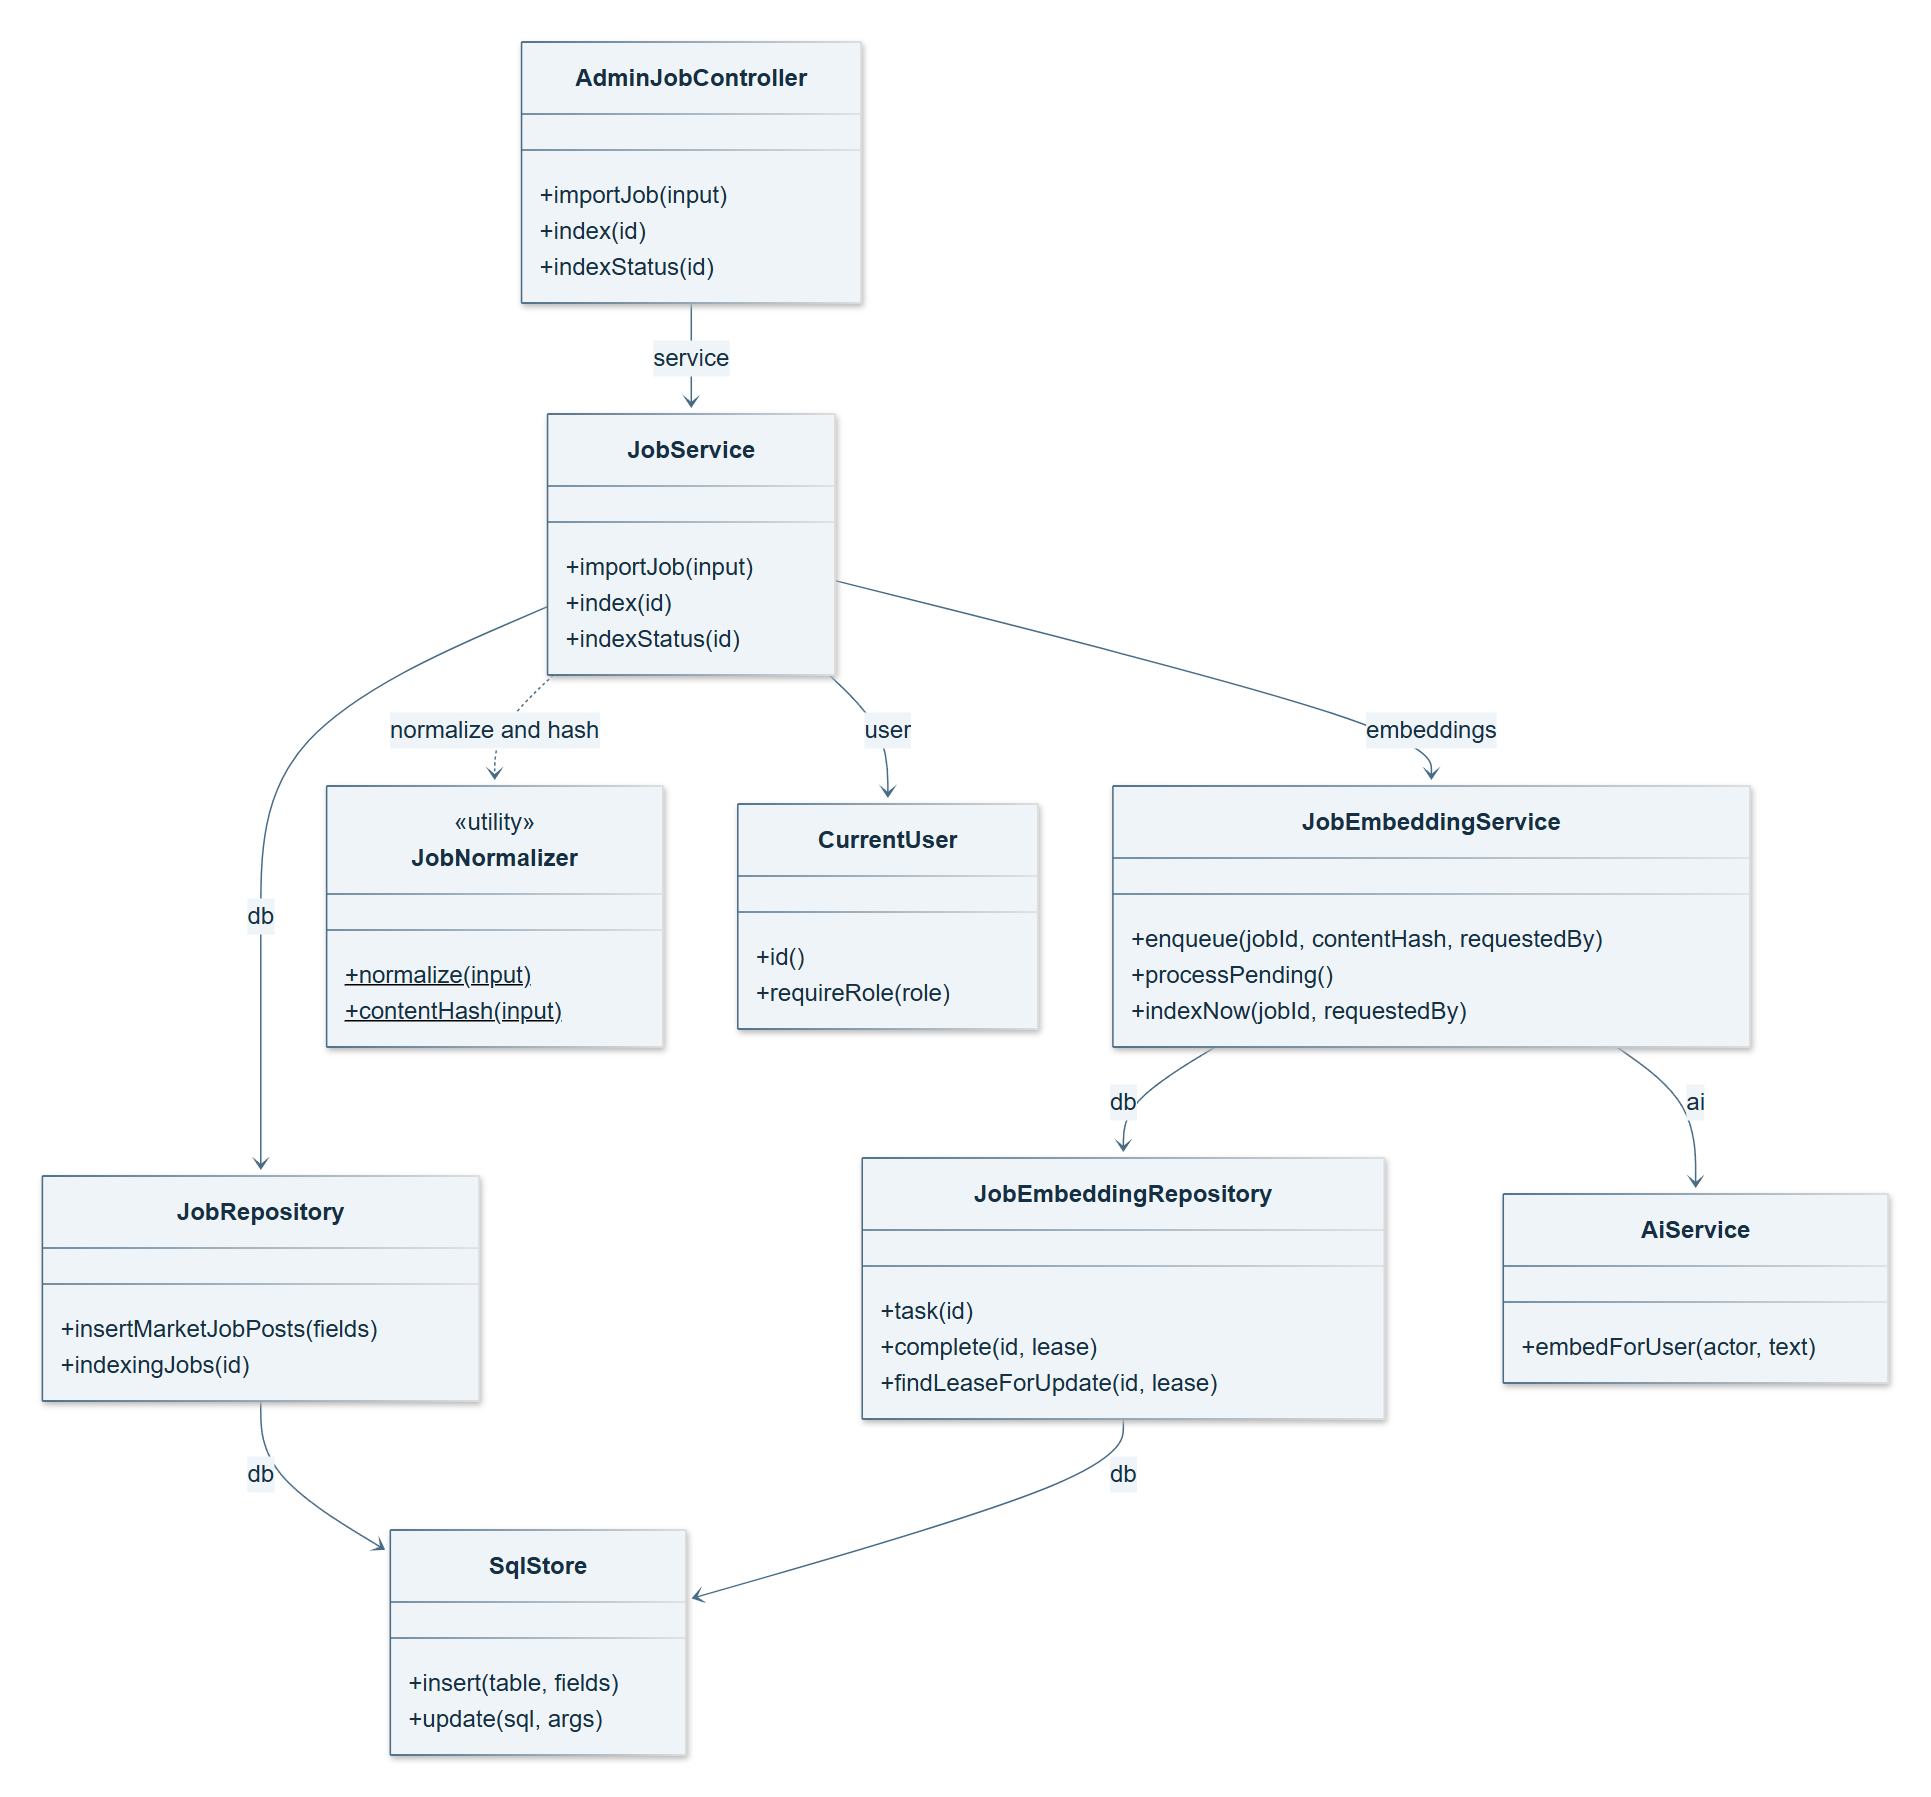 AdminJobController
+importJob(input)
+index(id)
+indexStatus(id)
service
JobService
+importJob(input)
+index(id)
+indexStatus(id)
normalize and hash
user
embeddings
«utility»
JobNormalizer
+normalize(input)
+contentHash(input)
CurrentUser
+id()
+requireRole(role)
JobEmbeddingService
+enqueue(jobId, contentHash, requestedBy)
+processPending()
+indexNow(jobId, requestedBy)
db
db
ai
JobRepository
+insertMarketJobPosts(fields)
+indexingJobs(id)
JobEmbeddingRepository
+task(id)
+complete(id, lease)
+findLeaseForUpdate(id, lease)
AiService
+embedForUser(actor, text)
db
db
SqlStore
+insert(table, fields)
+update(sql, args)